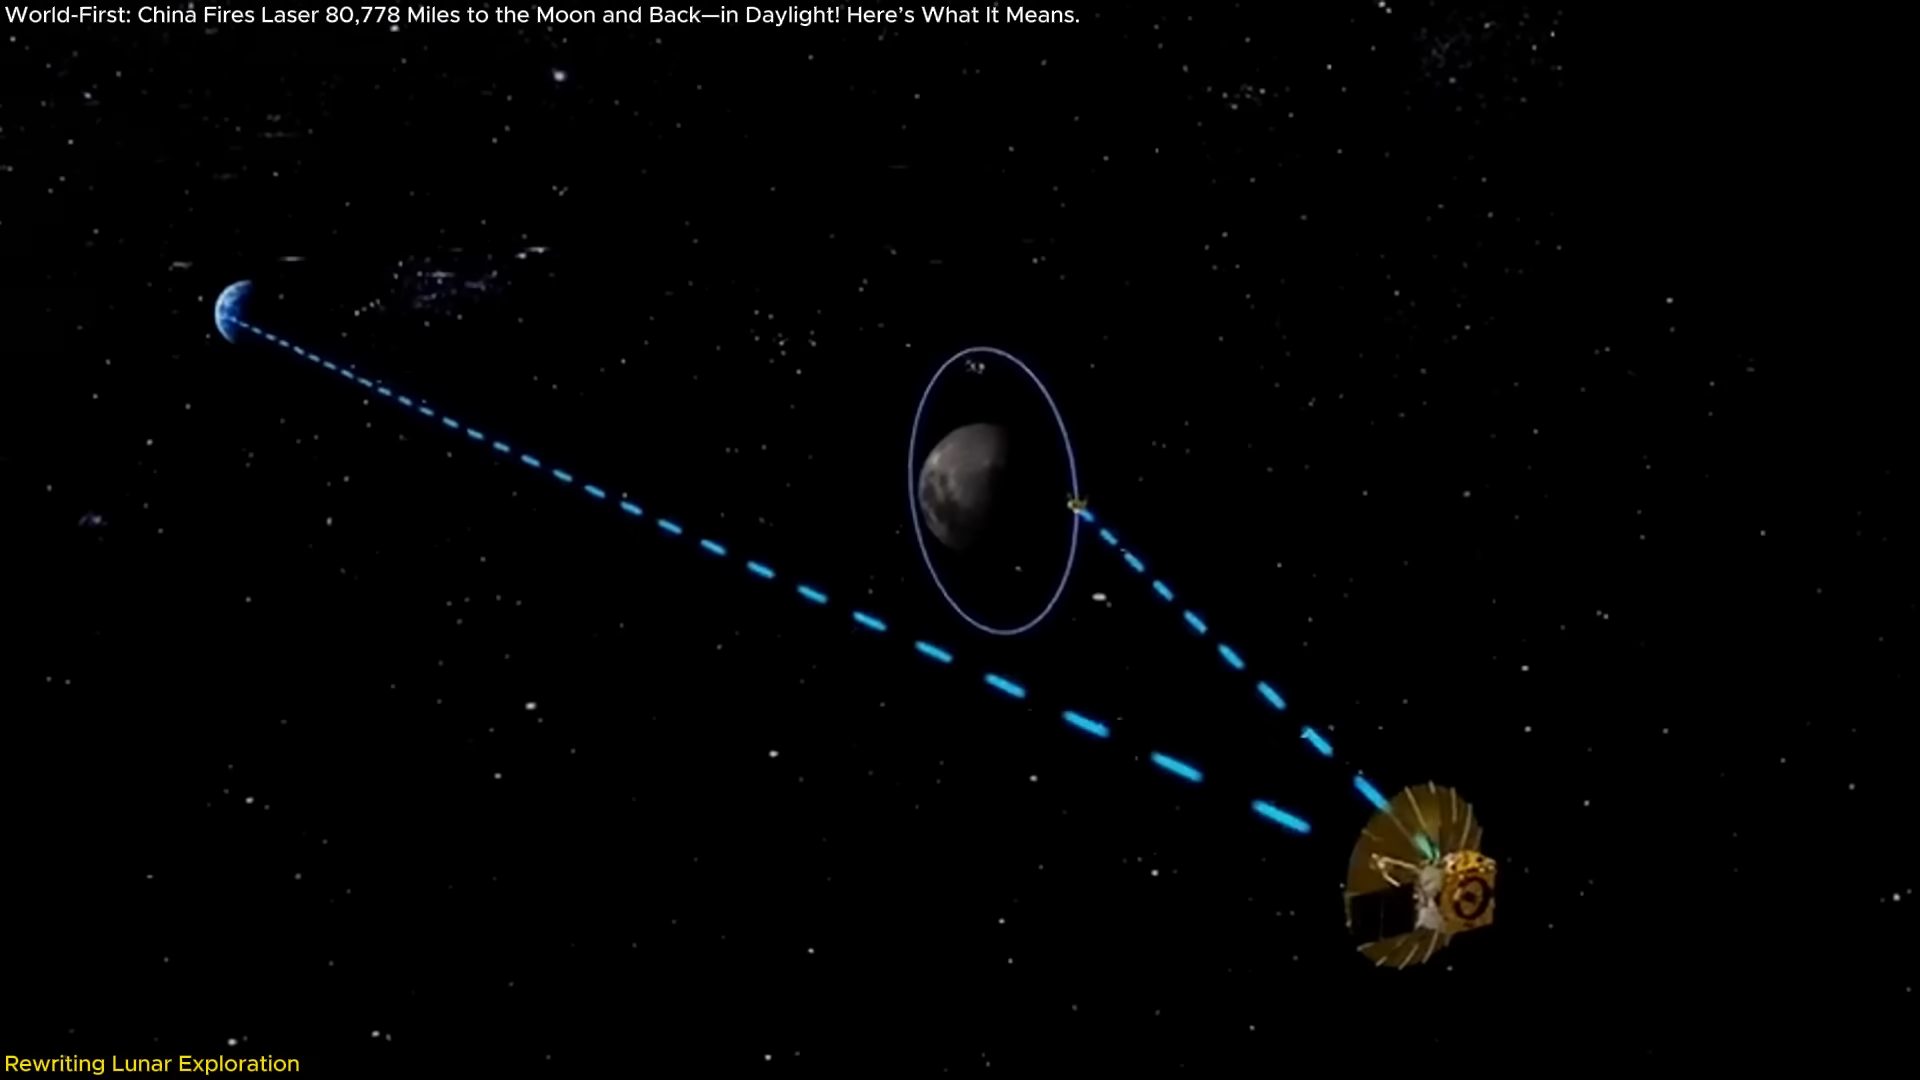 World-First: China Fires Laser 80,778 Miles to the Moon and Back—in Daylight! Here’s What It Means.
Rewriting Lunar Exploration